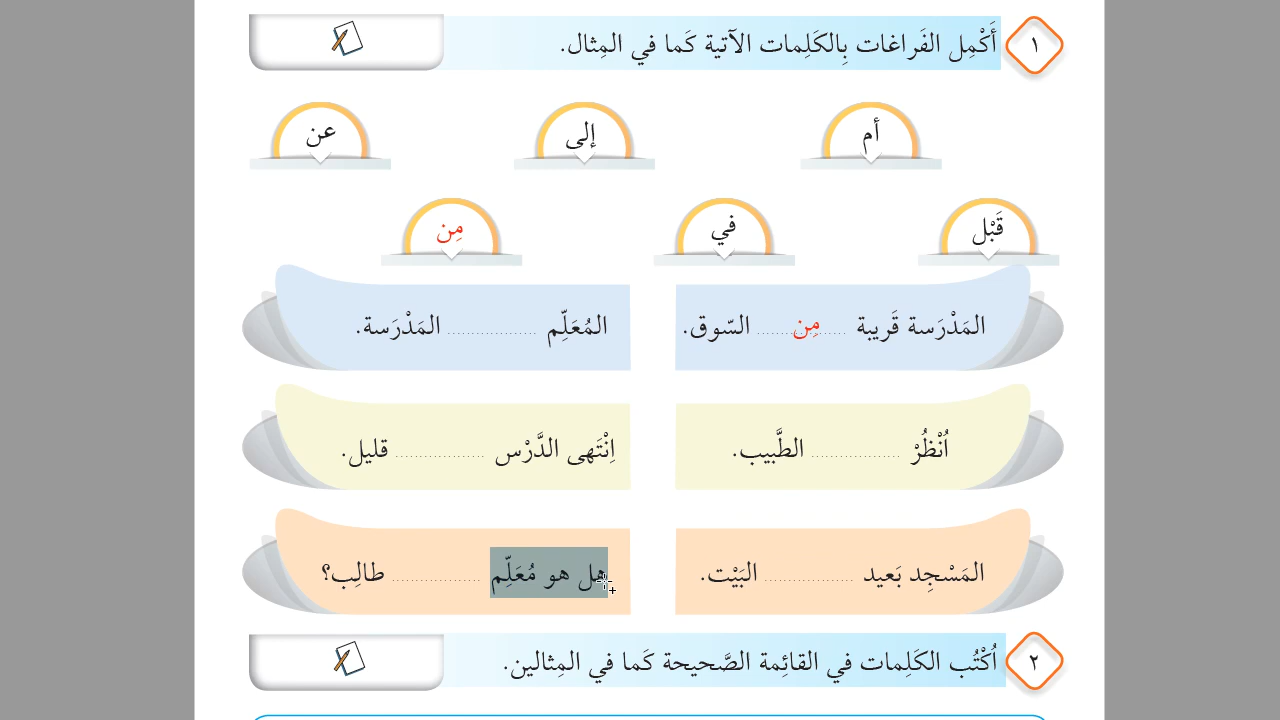 ١ أَكْمِل الفَراغات بِالكَلِمات الآتية كَما في المِثال.
أم إلى عن
قَبْل في مِن
المَدْرَسة قَريبة ....مِن.... السّوق.
المُعَلِّم .................. المَدْرَسة.
اُنْظُرْ .................. الطَّبيب.
اِنْتَهى الدَّرْس .................. قليل.
المَسْجِد بَعيد .................. البَيْت.
هل هو مُعَلِّم .................. طالِب؟
٢ اُكْتُب الكَلِمات في القائِمة الصَّحيحة كَما في المِثالين.